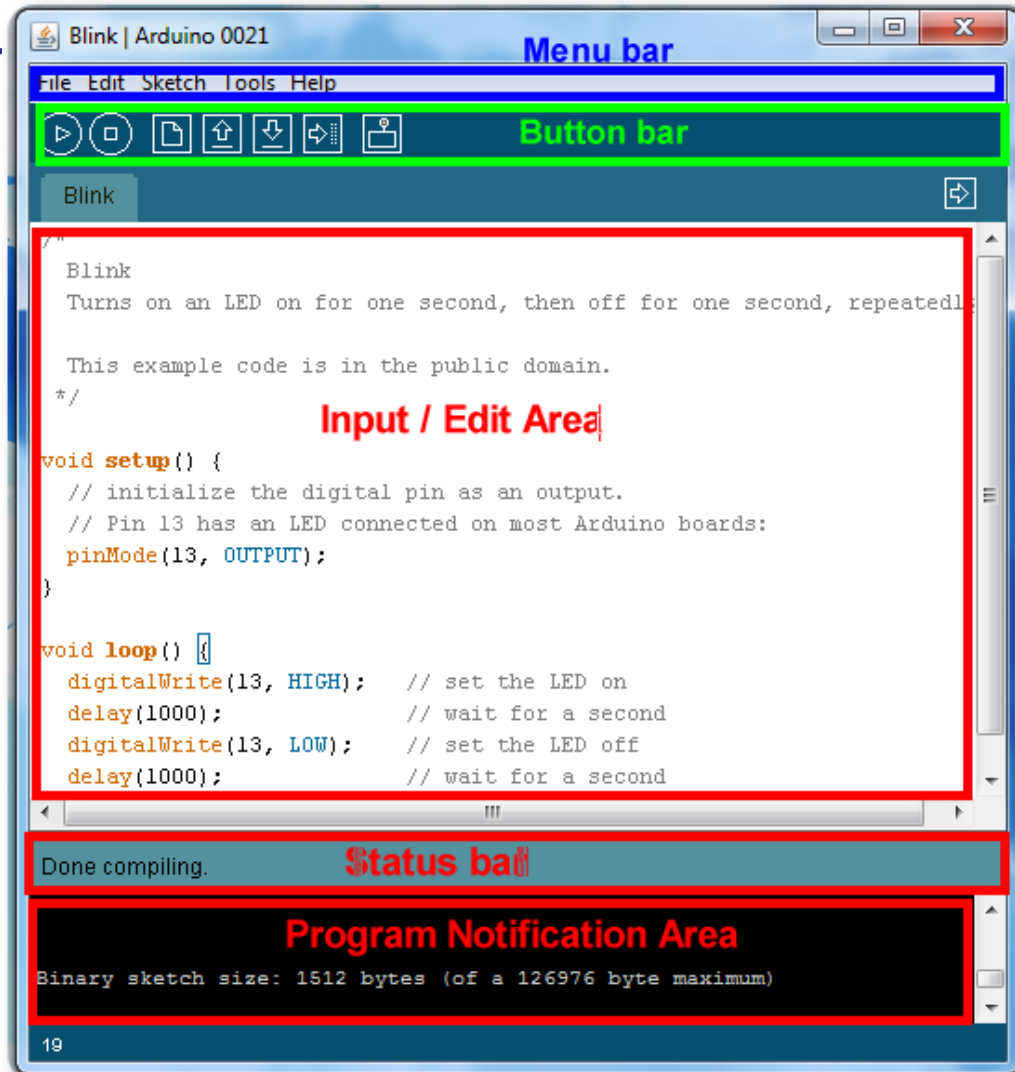 Blink | Arduino 0021
Menu bar
File Edit Sketch Tools Help
Button bar
Blink
/*
Blink
Turns on an LED on for one second, then off for one second, repeatedly
This example code is in the public domain.
*/
Input / Edit Area
void setup() {
// initialize the digital pin as an output.
// Pin 13 has an LED connected on most Arduino boards:
pinMode(13, OUTPUT);
}
void loop() {
digitalWrite(13, HIGH);   // set the LED on
delay(1000);              // wait for a second
digitalWrite(13, LOW);    // set the LED off
delay(1000);              // wait for a second
Done compiling.
Status bar
Program Notification Area
Binary sketch size: 1512 bytes (of a 126976 byte maximum)
19